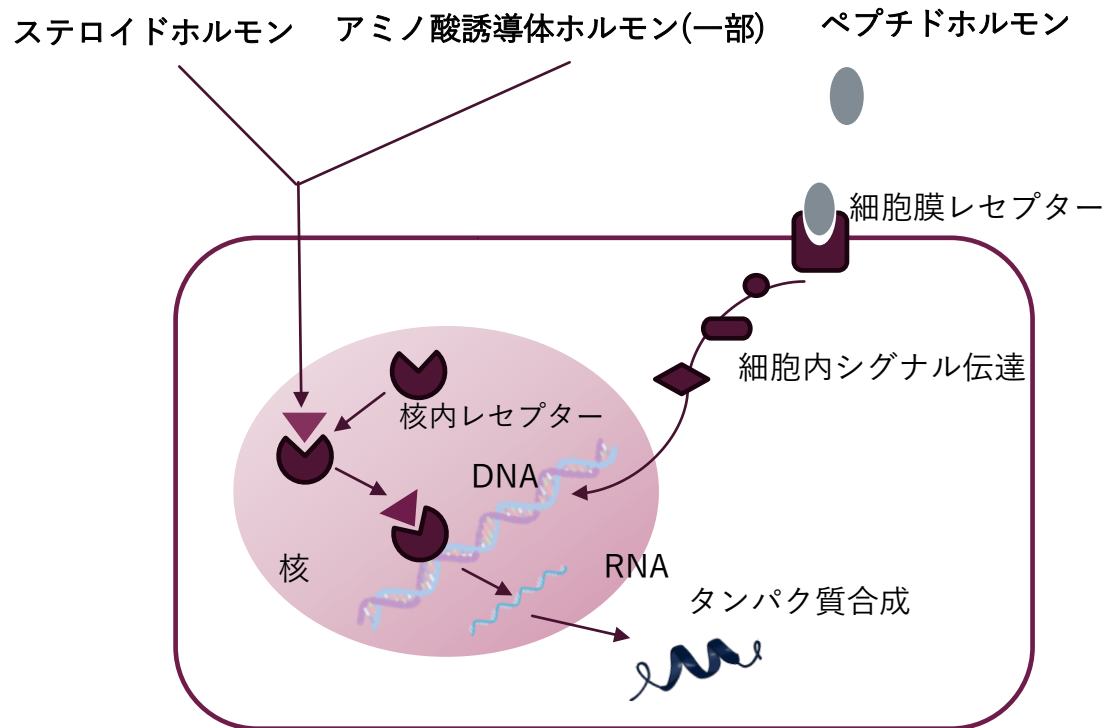 ステロイドホルモン
アミノ酸誘導体ホルモン(一部)
ペプチドホルモン
細胞膜レセプター
細胞内シグナル伝達
核内レセプター
DNA
核
RNA
タンパク質合成